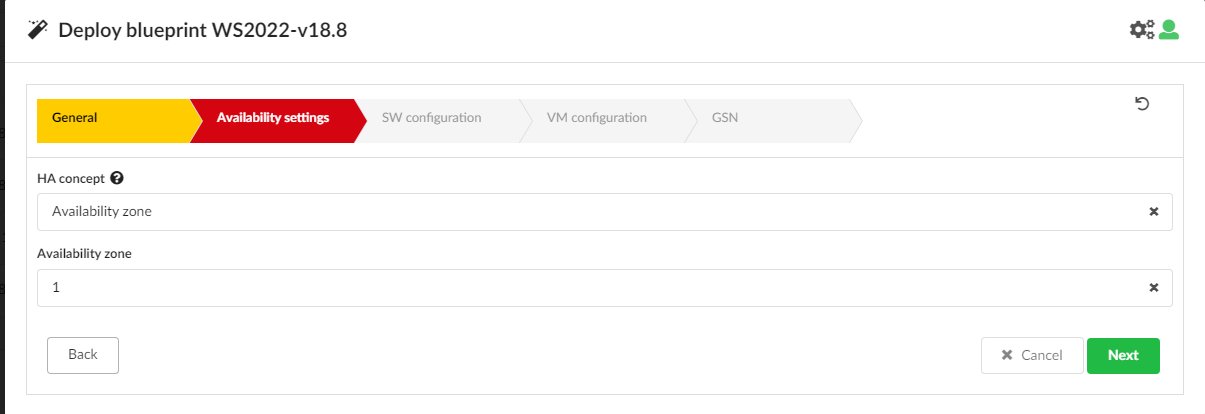 Deploy blueprint WS2022-v18.8
General
Availability settings
SW configuration
VM configuration
GSN
HA concept
Availability zone
Availability zone
1
Back
Cancel
Next